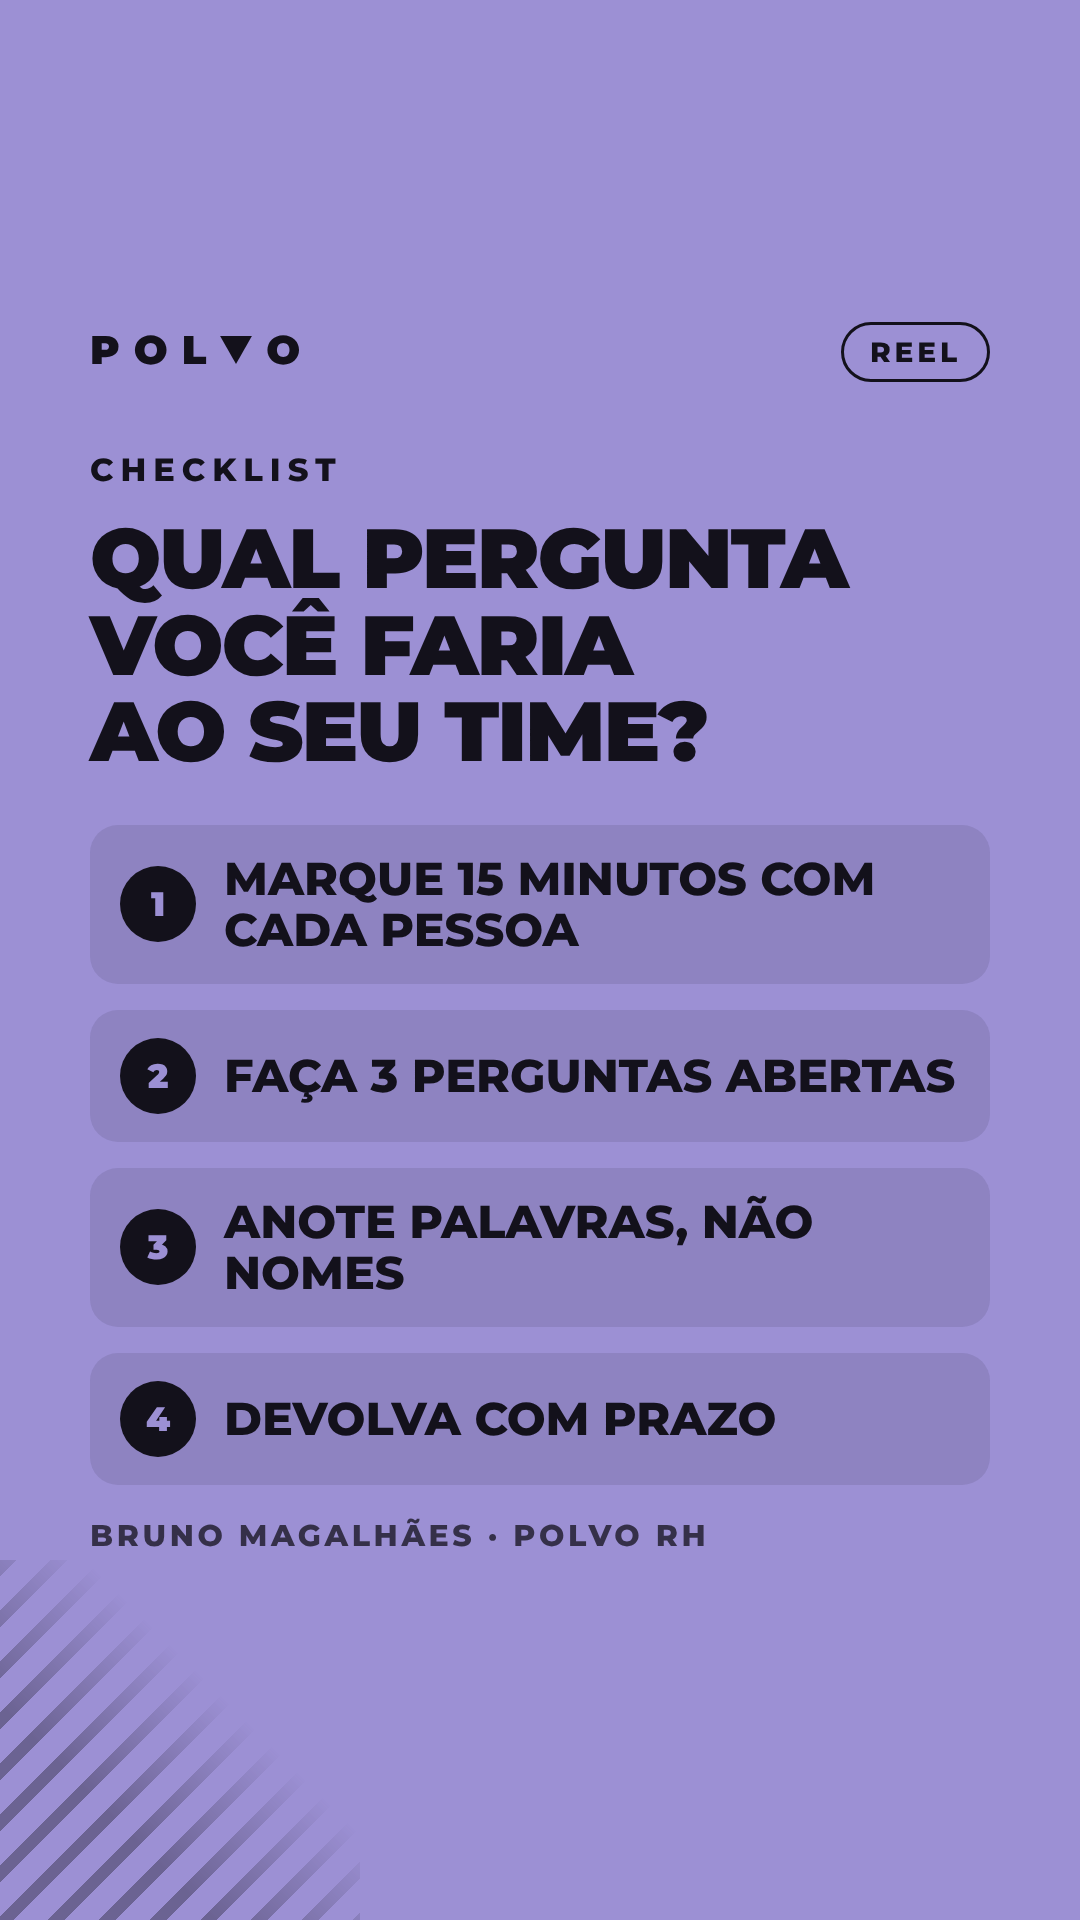 POLVO
REEL
CHECKLIST
QUAL PERGUNTA
VOCÊ FARIA
AO SEU TIME?
1
MARQUE 15 MINUTOS COM
CADA PESSOA
2
FAÇA 3 PERGUNTAS ABERTAS
3
ANOTE PALAVRAS, NÃO
NOMES
4
DEVOLVA COM PRAZO
BRUNO MAGALHÃES • POLVO RH